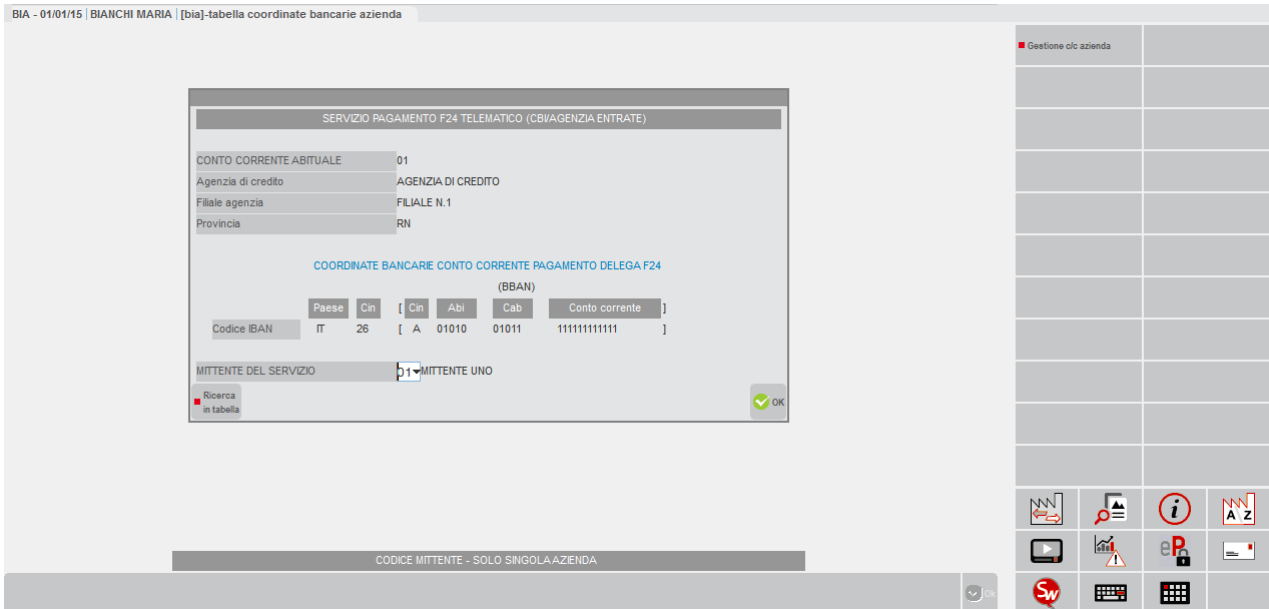 BIA - 01/01/15 BIANCHI MARIA [bia]-tabella coordinate bancarie azienda
Gestione c/c azienda
SERVIZIO PAGAMENTO F24 TELEMATICO (CBI/AGENZIA ENTRATE)
CONTO CORRENTE ABITUALE 01
Agenzia di credito AGENZIA DI CREDITO
Filiale agenzia FILIALE N.1
Provincia RN
COORDINATE BANCARIE CONTO CORRENTE PAGAMENTO DELEGA F24
(BBAN)
Paese Cin [ Cin Abi Cab Conto corrente ]
Codice IBAN IT 26 [ A 01010 01011 111111111111 ]
MITTENTE DEL SERVIZIO 01 MITTENTE UNO
Ricerca
in tabella
OK
CODICE MITTENTE - SOLO SINGOLA AZIENDA
Ok
i
A Z
eP
Sw